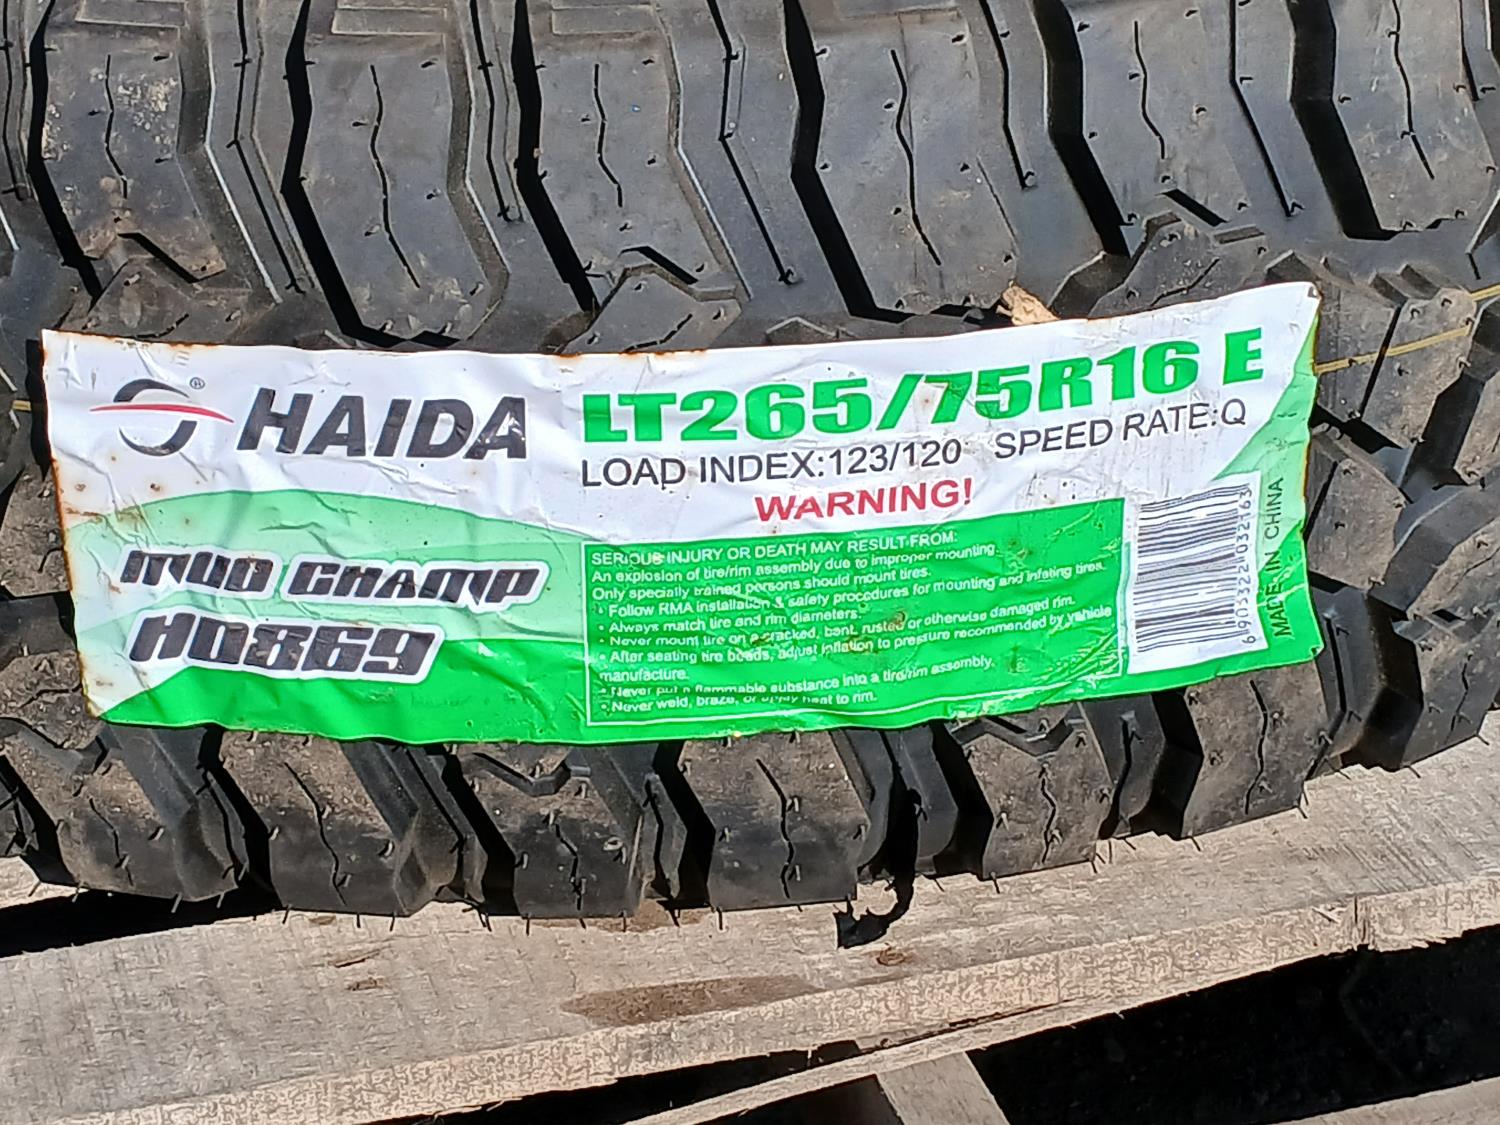 ® HAIDA
LT265/75R16 E
LOAD INDEX:123/120 SPEED RATE:Q
WARNING!
MUD CHAMP
HD869
SERIOUS INJURY OR DEATH MAY RESULT FROM:
An explosion of tire/rim assembly due to improper mounting.
Only specially trained persons should mount tires.
• Follow RMA installation & safety procedures for mounting and infating tires.
• Always match tire and rim diameters.
• Never mount tire on a cracked, bent, rusted or otherwise damaged rim.
• After seating tire beads, adjust inflation to pressure recommended by vehicle
manufacture.
• Never put a flammable substance into a tire/rim assembly.
• Never weld, braze, or apply heat to rim.
6903322032163
MADE IN CHINA